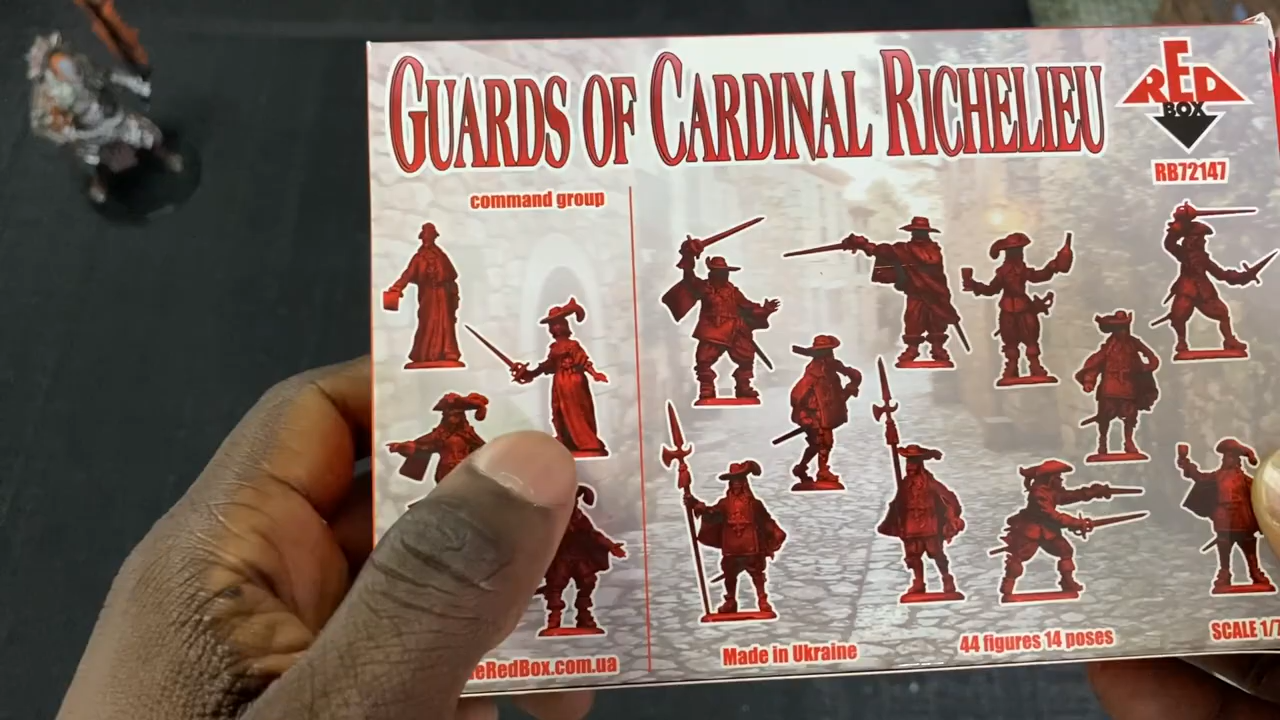 GUARDS OF CARDINAL RICHELIEU
RED
BOX
RB72147
command group
eRedBox.com.ua
Made in Ukraine
44 figures 14 poses
SCALE 1/7